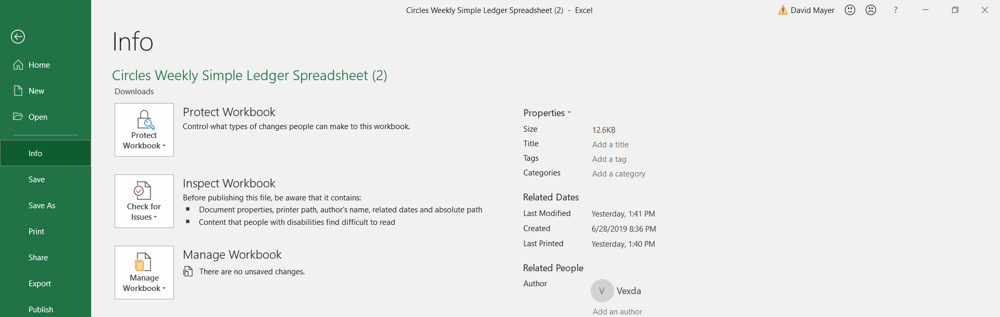 Circles Weekly Simple Ledger Spreadsheet (2) - Excel
David Mayer
?
Home
New
Open
Info
Save
Save As
Print
Share
Export
Publish
Info
Circles Weekly Simple Ledger Spreadsheet (2)
Downloads
Protect
Workbook
Protect Workbook
Control what types of changes people can make to this workbook.
Check for
Issues
Inspect Workbook
Before publishing this file, be aware that it contains:
Document properties, printer path, author's name, related dates and absolute path
Content that people with disabilities find difficult to read
Manage
Workbook
Manage Workbook
There are no unsaved changes.
Properties
Size 12.6KB
Title Add a title
Tags Add a tag
Categories Add a category
Related Dates
Last Modified Yesterday, 1:41 PM
Created 6/28/2019 8:36 PM
Last Printed Yesterday, 1:40 PM
Related People
Author
V Vexda
Add an author